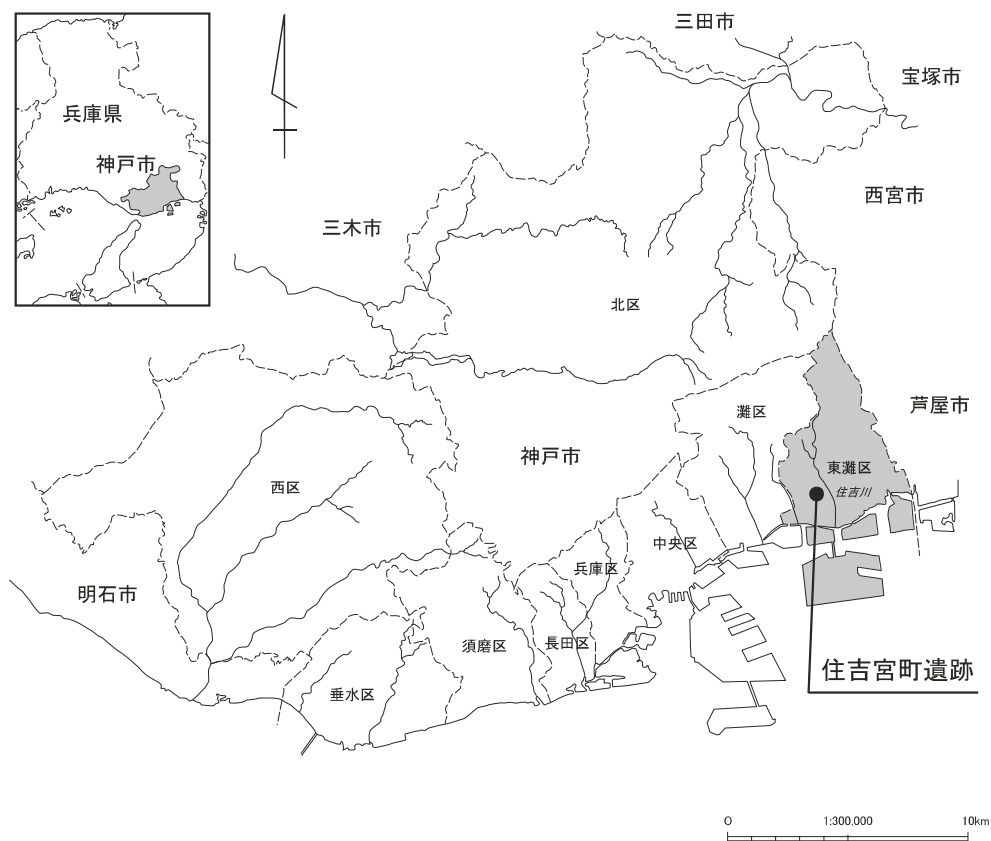 三田市
宝塚市
兵庫県
神戸市
西宮市
三木市
北区
芦屋市
灘区
神戸市
東灘区
西区
住吉川
中央区
兵庫区
明石市
須磨区
長田区
住吉宮町遺跡
垂水区
0 1:300,000 10km